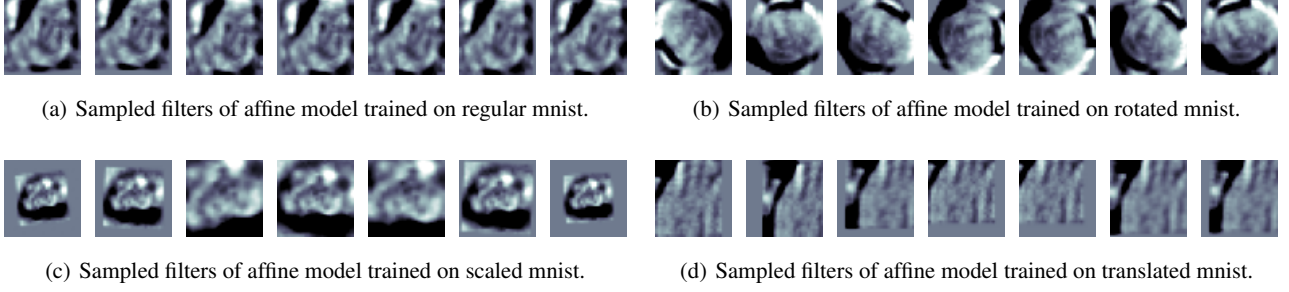 (a) Sampled filters of affine model trained on regular mnist.
(b) Sampled filters of affine model trained on rotated mnist.
(c) Sampled filters of affine model trained on scaled mnist.
(d) Sampled filters of affine model trained on translated mnist.